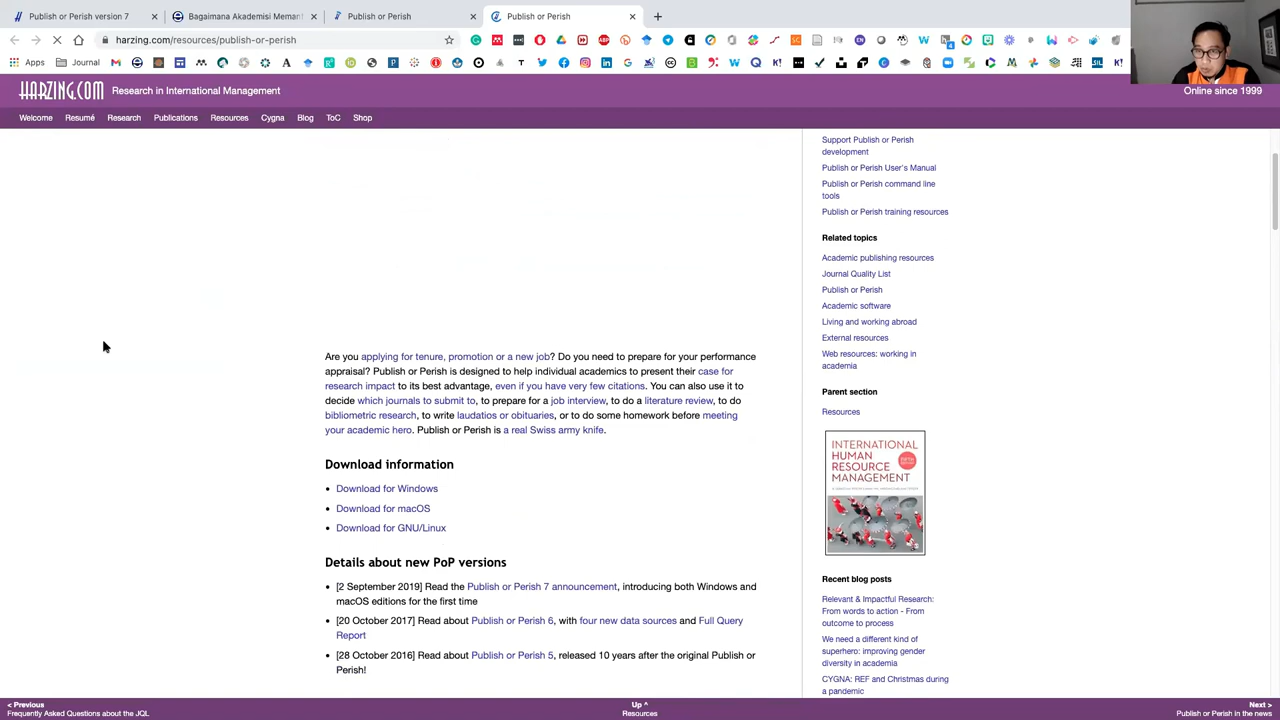 Publish or Perish version 7
Bagaimana Akademisi Meman
Publish or Perish
Publish or Perish
harzing.com/resources/publish-or-perish
Apps
Journal
HARZING.COM
Research in International Management
Online since 1999
Welcome
Resumé
Research
Publications
Resources
Cygna
Blog
ToC
Shop
Are you applying for tenure, promotion or a new job? Do you need to prepare for your performance
appraisal? Publish or Perish is designed to help individual academics to present their case for
research impact to its best advantage, even if you have very few citations. You can also use it to
decide which journals to submit to, to prepare for a job interview, to do a literature review, to do
bibliometric research, to write laudatios or obituaries, or to do some homework before meeting
your academic hero. Publish or Perish is a real Swiss army knife.
Download information
Download for Windows
Download for macOS
Download for GNU/Linux
Details about new PoP versions
[2 September 2019] Read the Publish or Perish 7 announcement, introducing both Windows and
macOS editions for the first time
[20 October 2017] Read about Publish or Perish 6, with four new data sources and Full Query
Report
[28 October 2016] Read about Publish or Perish 5, released 10 years after the original Publish or
Perish!
Support Publish or Perish
development
Publish or Perish User's Manual
Publish or Perish command line
tools
Publish or Perish training resources
Related topics
Academic publishing resources
Journal Quality List
Publish or Perish
Academic software
Living and working abroad
External resources
Web resources: working in
academia
Parent section
Resources
INTERNATIONAL
HUMAN
RESOURCE
MANAGEMENT
Recent blog posts
Relevant & Impactful Research:
From words to action - From
outcome to process
We need a different kind of
superhero: improving gender
diversity in academia
CYGNA: REF and Christmas during
a pandemic
< Previous
Frequently Asked Questions about the JQL
Up ^
Resources
Next >
Publish or Perish in the news